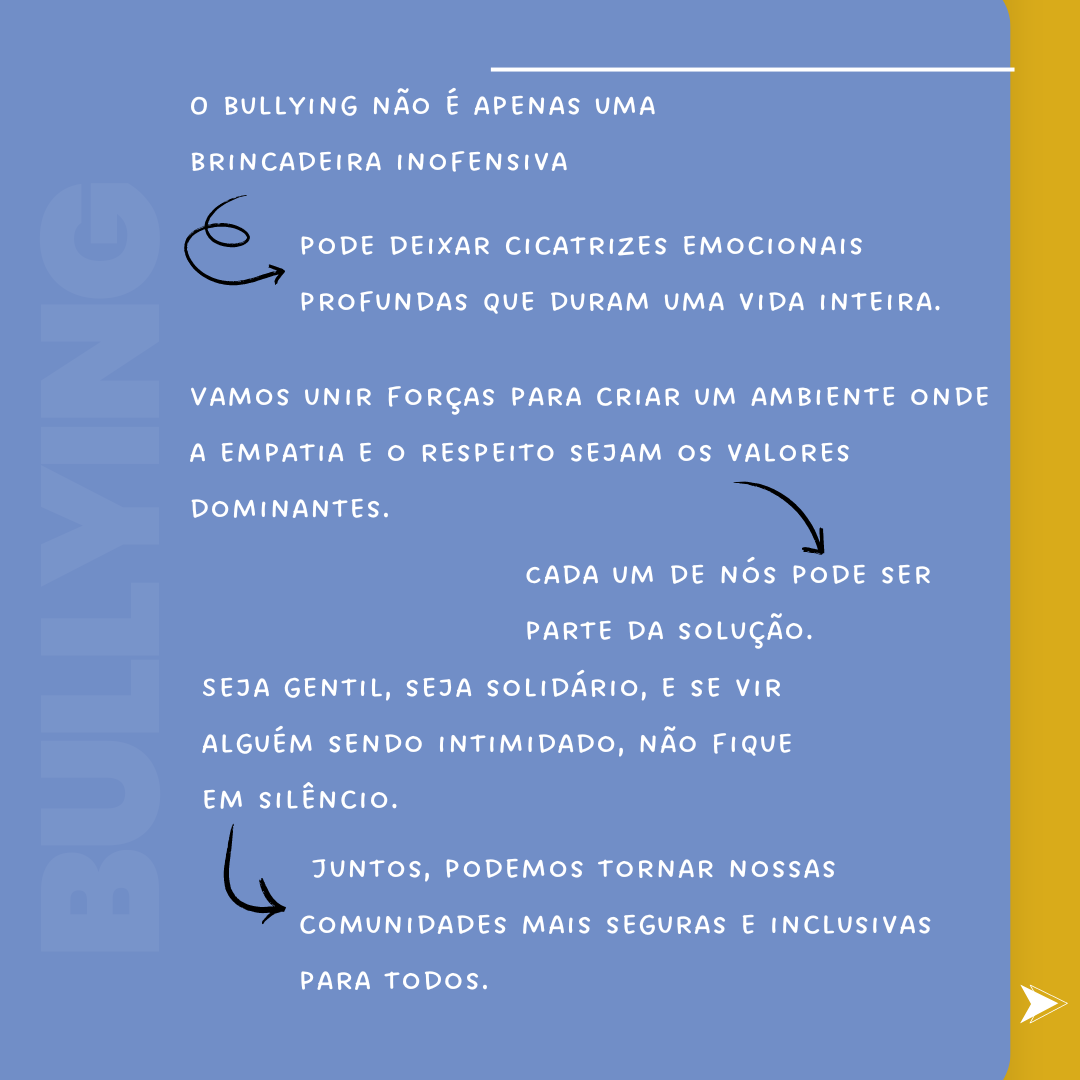 O BULLYING NÃO É APENAS UMA
BRINCADEIRA INOFENSIVA
PODE DEIXAR CICATRIZES EMOCIONAIS
PROFUNDAS QUE DURAM UMA VIDA INTEIRA.
VAMOS UNIR FORÇAS PARA CRIAR UM AMBIENTE ONDE
A EMPATIA E O RESPEITO SEJAM OS VALORES
DOMINANTES.
CADA UM DE NÓS PODE SER
PARTE DA SOLUÇÃO.
SEJA GENTIL, SEJA SOLIDÁRIO, E SE VIR
ALGUÉM SENDO INTIMIDADO, NÃO FIQUE
EM SILÊNCIO.
JUNTOS, PODEMOS TORNAR NOSSAS
COMUNIDADES MAIS SEGURAS E INCLUSIVAS
PARA TODOS.
BULLYING